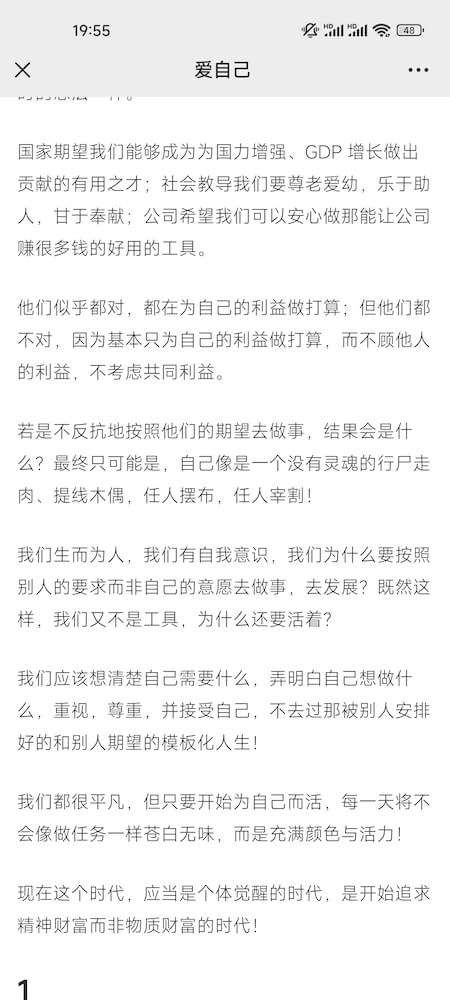 19:55
HD
HD
48
爱自己
国家期望我们能够成为为国力增强、GDP 增长做出
贡献的有用之才；社会教导我们要尊老爱幼，乐于助
人，甘于奉献；公司希望我们可以安心做那能让公司
赚很多钱的好用的工具。
他们似乎都对，都在为自己的利益做打算；但他们都
不对，因为基本只为自己的利益做打算，而不顾他人
的利益，不考虑共同利益。
若是不反抗地按照他们的期望去做事，结果会是什
么？最终只可能是，自己像是一个没有灵魂的行尸走
肉、提线木偶，任人摆布，任人宰割！
我们生而为人，我们有自我意识，我们为什么要按照
别人的要求而非自己的意愿去做事，去发展？既然这
样，我们又不是工具，为什么还要活着？
我们应该想清楚自己需要什么，弄明白自己想做什
么，重视，尊重，并接受自己，不去过那被别人安排
好的和别人期望的模板化人生！
我们都很平凡，但只要开始为自己而活，每一天将不
会像做任务一样苍白无味，而是充满颜色与活力！
现在这个时代，应当是个体觉醒的时代，是开始追求
精神财富而非物质财富的时代！
1